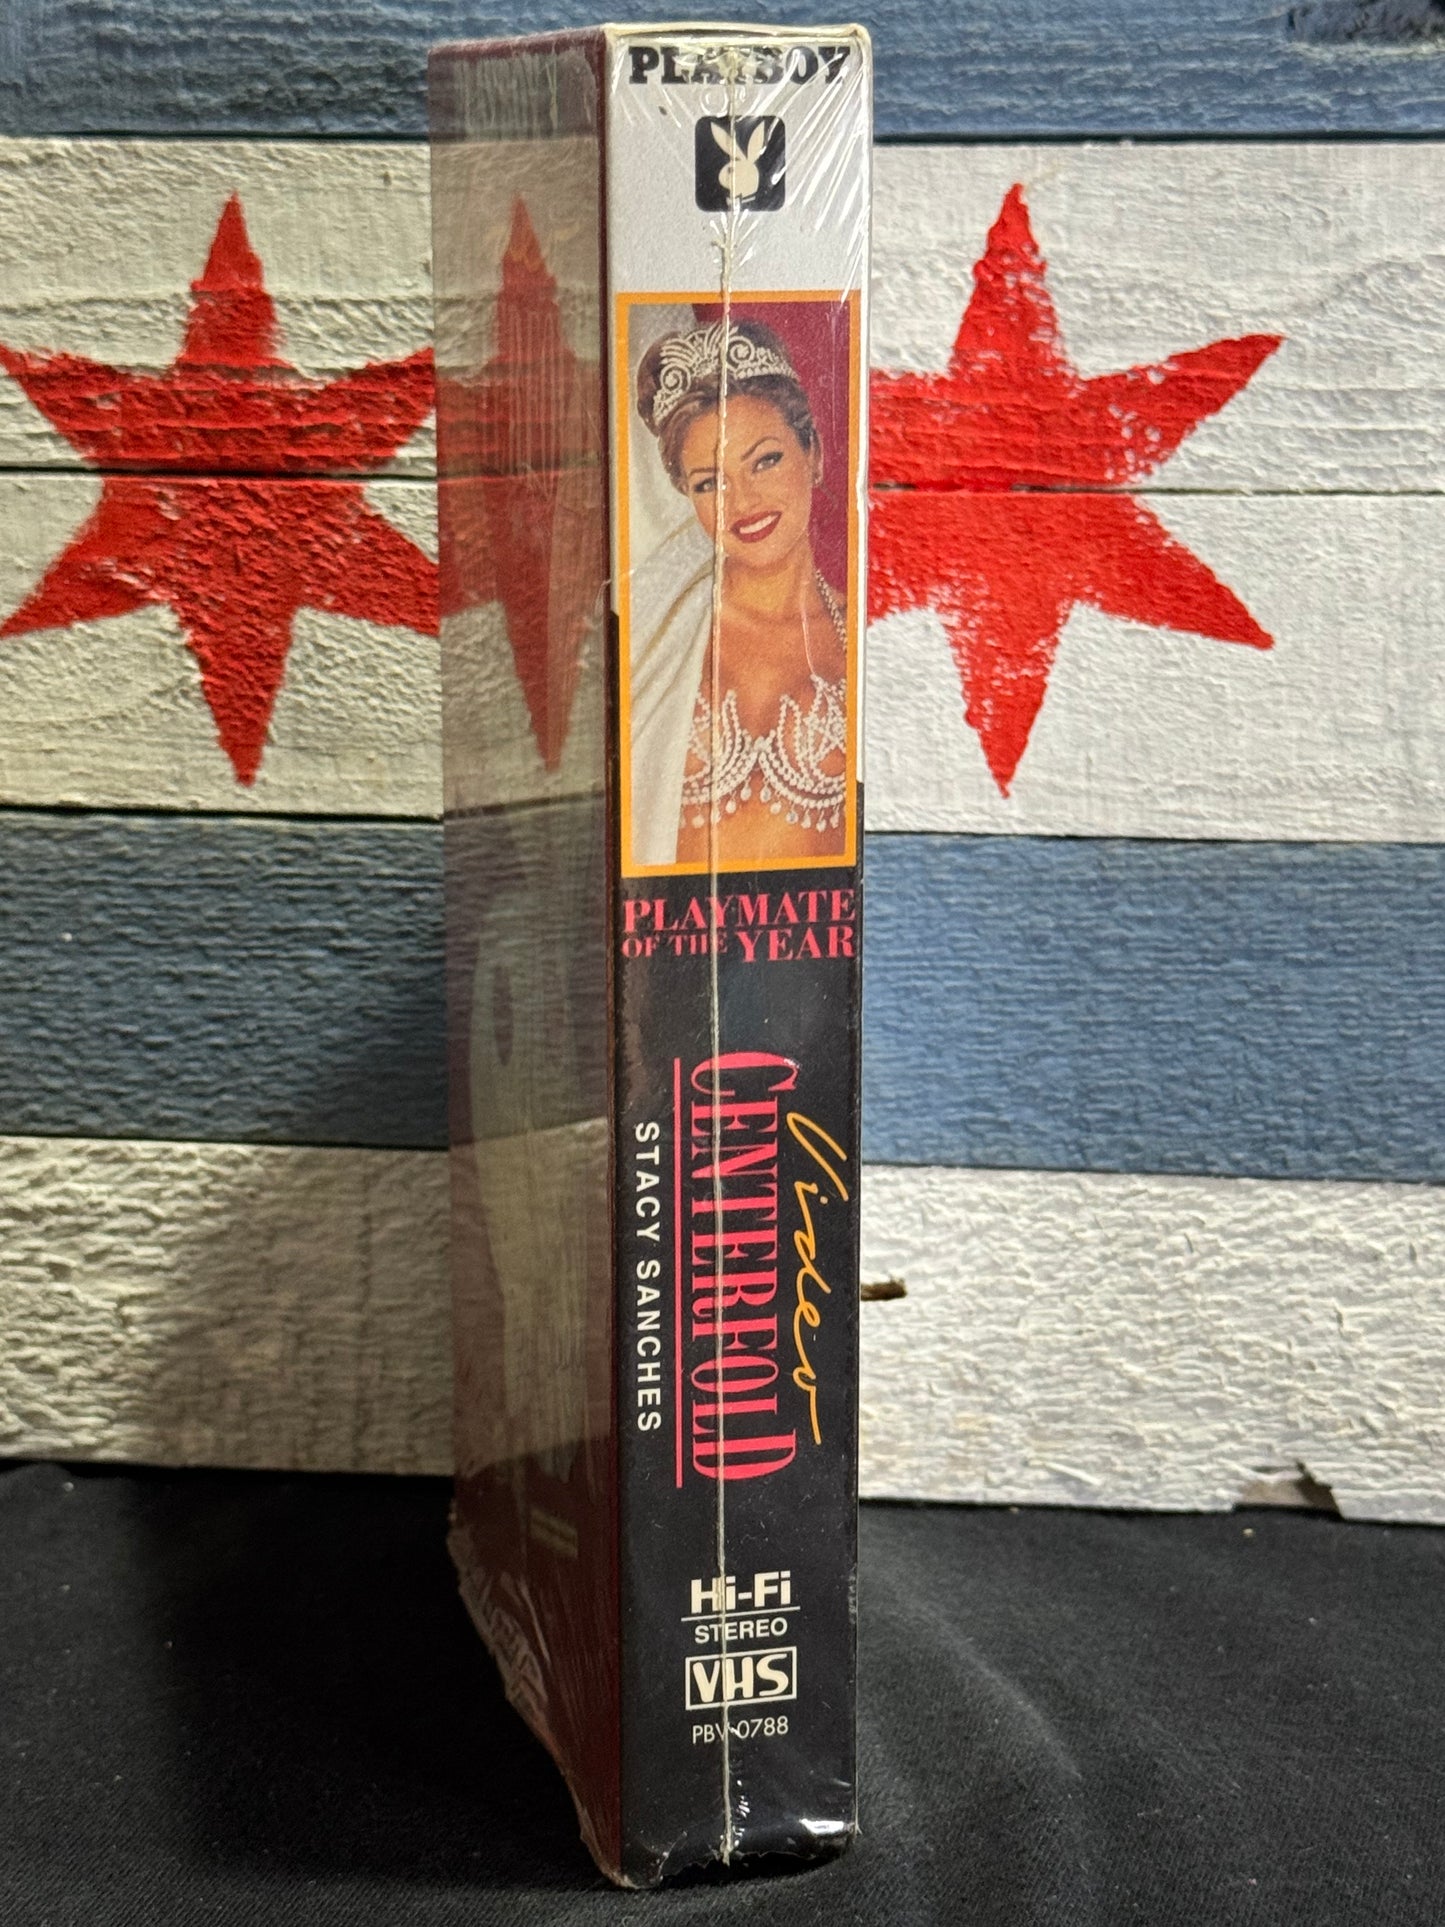 PLAYBOY
PLAYMATE
OF THE YEAR
Video
CENTERFOLD
STACY SANCHES
Hi-Fi
STEREO
VHS
PBV-0788